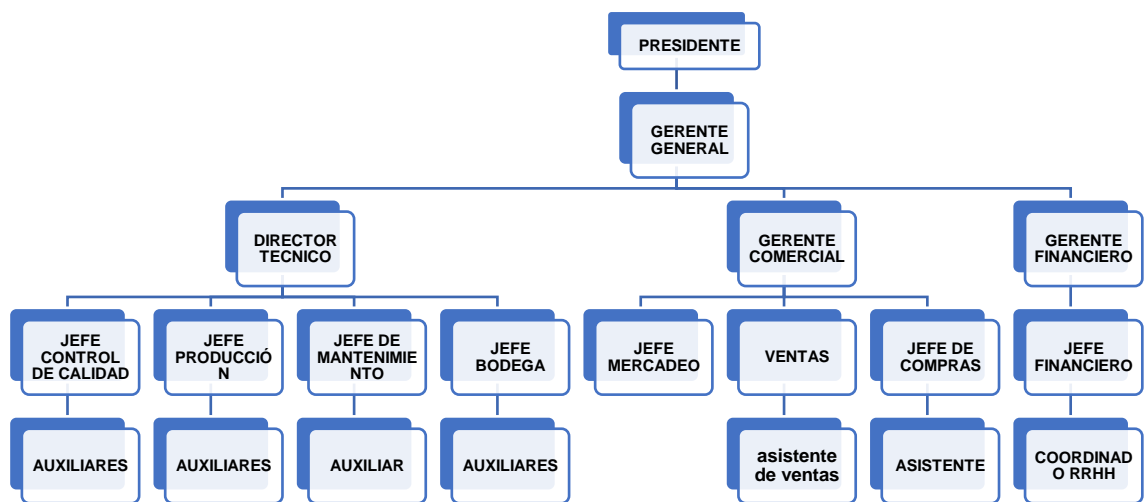 PRESIDENTE
GERENTE
GENERAL
DIRECTOR
TECNICO
GERENTE
COMERCIAL
GERENTE
FINANCIERO
JEFE
CONTROL
DE CALIDAD
JEFE
PRODUCCIÓ
N
JEFE DE
MANTENIMIE
NTO
JEFE
BODEGA
JEFE
MERCADEO
VENTAS
JEFE DE
COMPRAS
JEFE
FINANCIERO
AUXILIARES
AUXILIARES
AUXILIAR
AUXILIARES
asistente
de ventas
ASISTENTE
COORDINAD
O RRHH